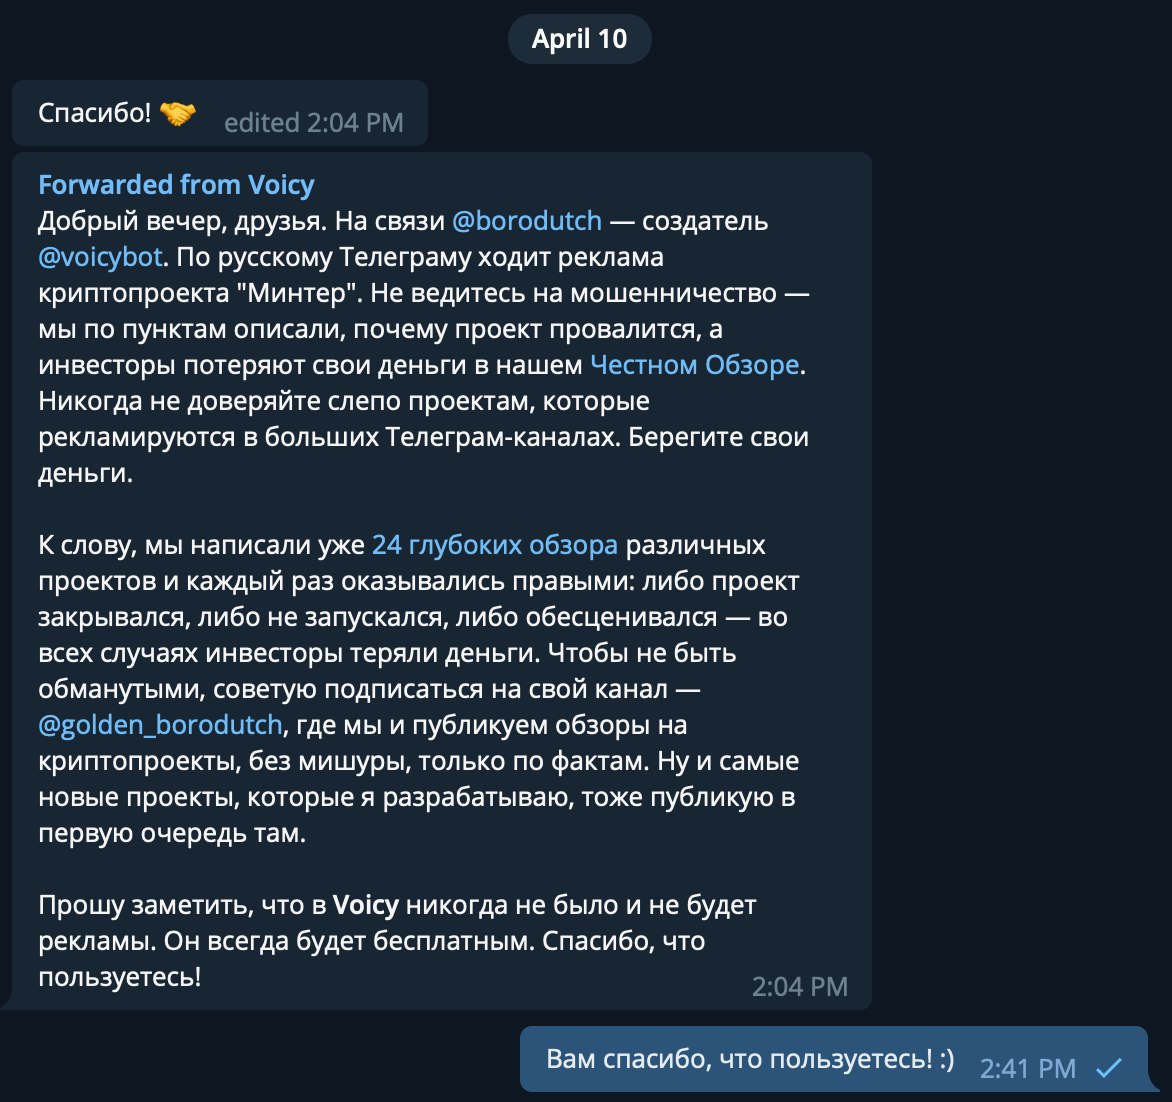 April 10
Спасибо! 🤝 edited 2:04 PM
Forwarded from Voicy
Добрый вечер, друзья. На связи @borodutch — создатель
@voicybot. По русскому Телеграму ходит реклама
криптопроекта "Минтер". Не ведитесь на мошенничество —
мы по пунктам описали, почему проект провалится, а
инвесторы потеряют свои деньги в нашем Честном Обзоре.
Никогда не доверяйте слепо проектам, которые
рекламируются в больших Телеграм-каналах. Берегите свои
деньги.
К слову, мы написали уже 24 глубоких обзора различных
проектов и каждый раз оказывались правыми: либо проект
закрывался, либо не запускался, либо обесценивался — во
всех случаях инвесторы теряли деньги. Чтобы не быть
обманутыми, советую подписаться на свой канал —
@golden_borodutch, где мы и публикуем обзоры на
криптопроекты, без мишуры, только по фактам. Ну и самые
новые проекты, которые я разрабатываю, тоже публикую в
первую очередь там.
Прошу заметить, что в Voicy никогда не было и не будет
рекламы. Он всегда будет бесплатным. Спасибо, что
пользуетесь!
2:04 PM
Вам спасибо, что пользуетесь! :) 2:41 PM